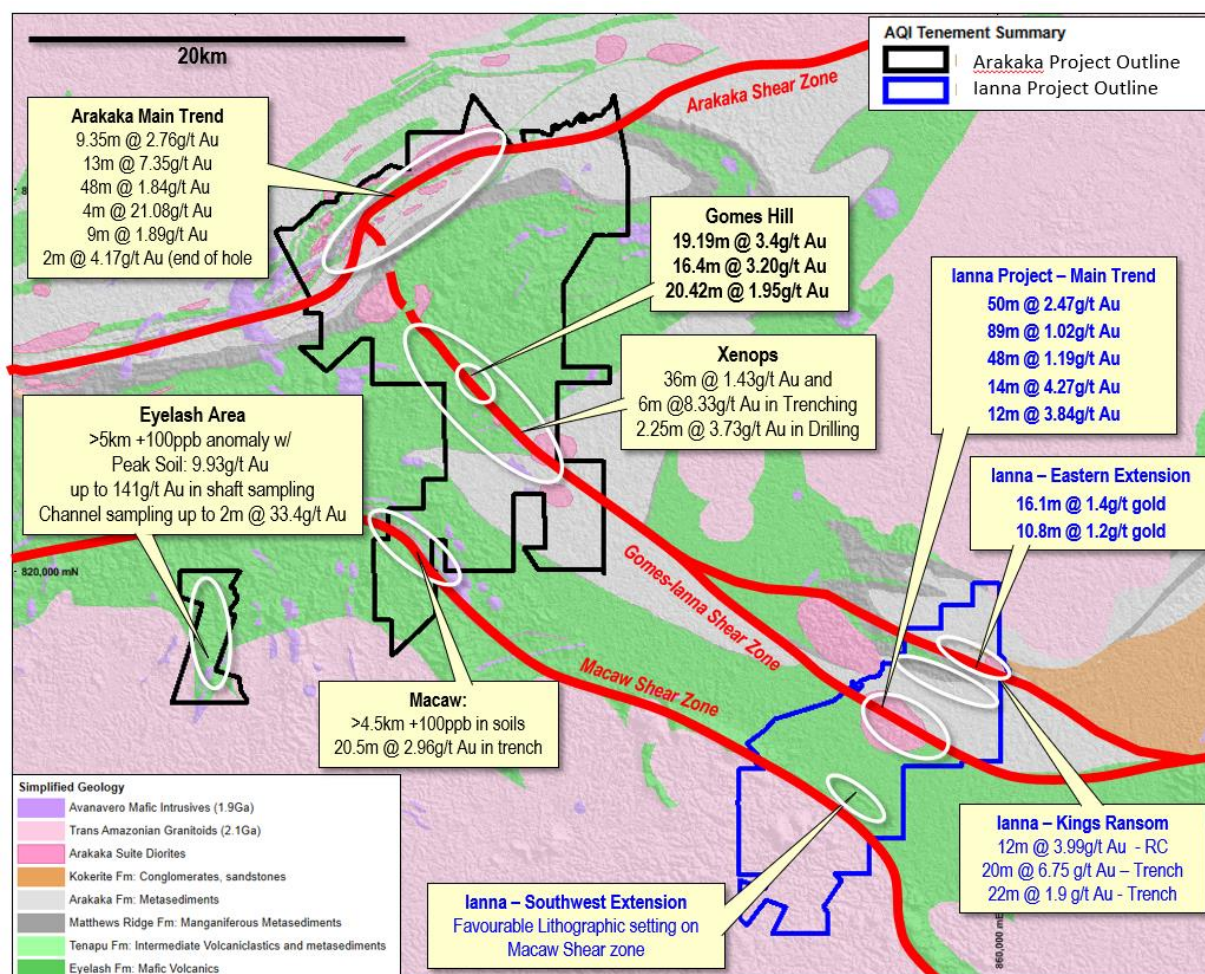 20km
AQI Tenement Summary
Arakaka Project Outline
Ianna Project Outline
Arakaka Shear Zone
Arakaka Main Trend
9.35m @ 2.76g/t Au
13m @ 7.35g/t Au
48m @ 1.84g/t Au
4m @ 21.08g/t Au
9m @ 1.89g/t Au
2m @ 4.17g/t Au (end of hole
Gomes Hill
19.19m @ 3.4g/t Au
16.4m @ 3.20g/t Au
20.42m @ 1.95g/t Au
Ianna Project – Main Trend
50m @ 2.47g/t Au
89m @ 1.02g/t Au
48m @ 1.19g/t Au
14m @ 4.27g/t Au
12m @ 3.84g/t Au
Xenops
36m @ 1.43g/t Au and
6m @8.33g/t Au in Trenching
2.25m @ 3.73g/t Au in Drilling
Eyelash Area
>5km +100ppb anomaly w/
Peak Soil: 9.93g/t Au
up to 141g/t Au in shaft sampling
Channel sampling up to 2m @ 33.4g/t Au
Ianna – Eastern Extension
16.1m @ 1.4g/t gold
10.8m @ 1.2g/t gold
820,000 mN
Gomes-Ianna Shear Zone
Macaw Shear Zone
Macaw:
>4.5km +100ppb in soils
20.5m @ 2.96g/t Au in trench
Simplified Geology
Avanavero Mafic Intrusives (1.9Ga)
Trans Amazonian Granitoids (2.1Ga)
Arakaka Suite Diorites
Kokerite Fm: Conglomerates, sandstones
Arakaka Fm: Metasediments
Matthews Ridge Fm: Manganiferous Metasediments
Tenapu Fm: Intermediate Volcaniclastics and metasediments
Eyelash Fm: Mafic Volcanics
Ianna – Southwest Extension
Favourable Lithographic setting on
Macaw Shear zone
Ianna – Kings Ransom
12m @ 3.99g/t Au - RC
20m @ 6.75 g/t Au – Trench
22m @ 1.9 g/t Au - Trench
860,000 mE